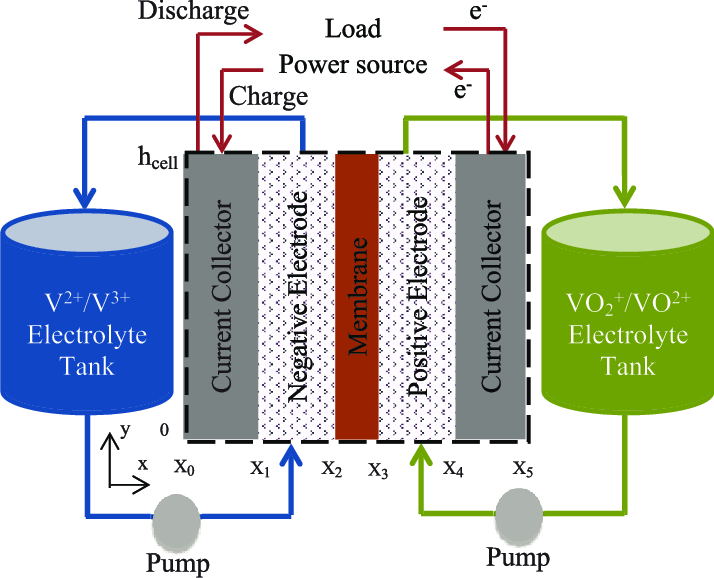 Discharge
Load
e-
Power source
Charge
e-
hcell
Current Collector
Negative Electrode
Membrane
Positive Electrode
Current Collector
V2+/V3+
Electrolyte
Tank
VO2+/VO2+
Electrolyte
Tank
y
0
x
x0
x1
x2
x3
x4
x5
Pump
Pump